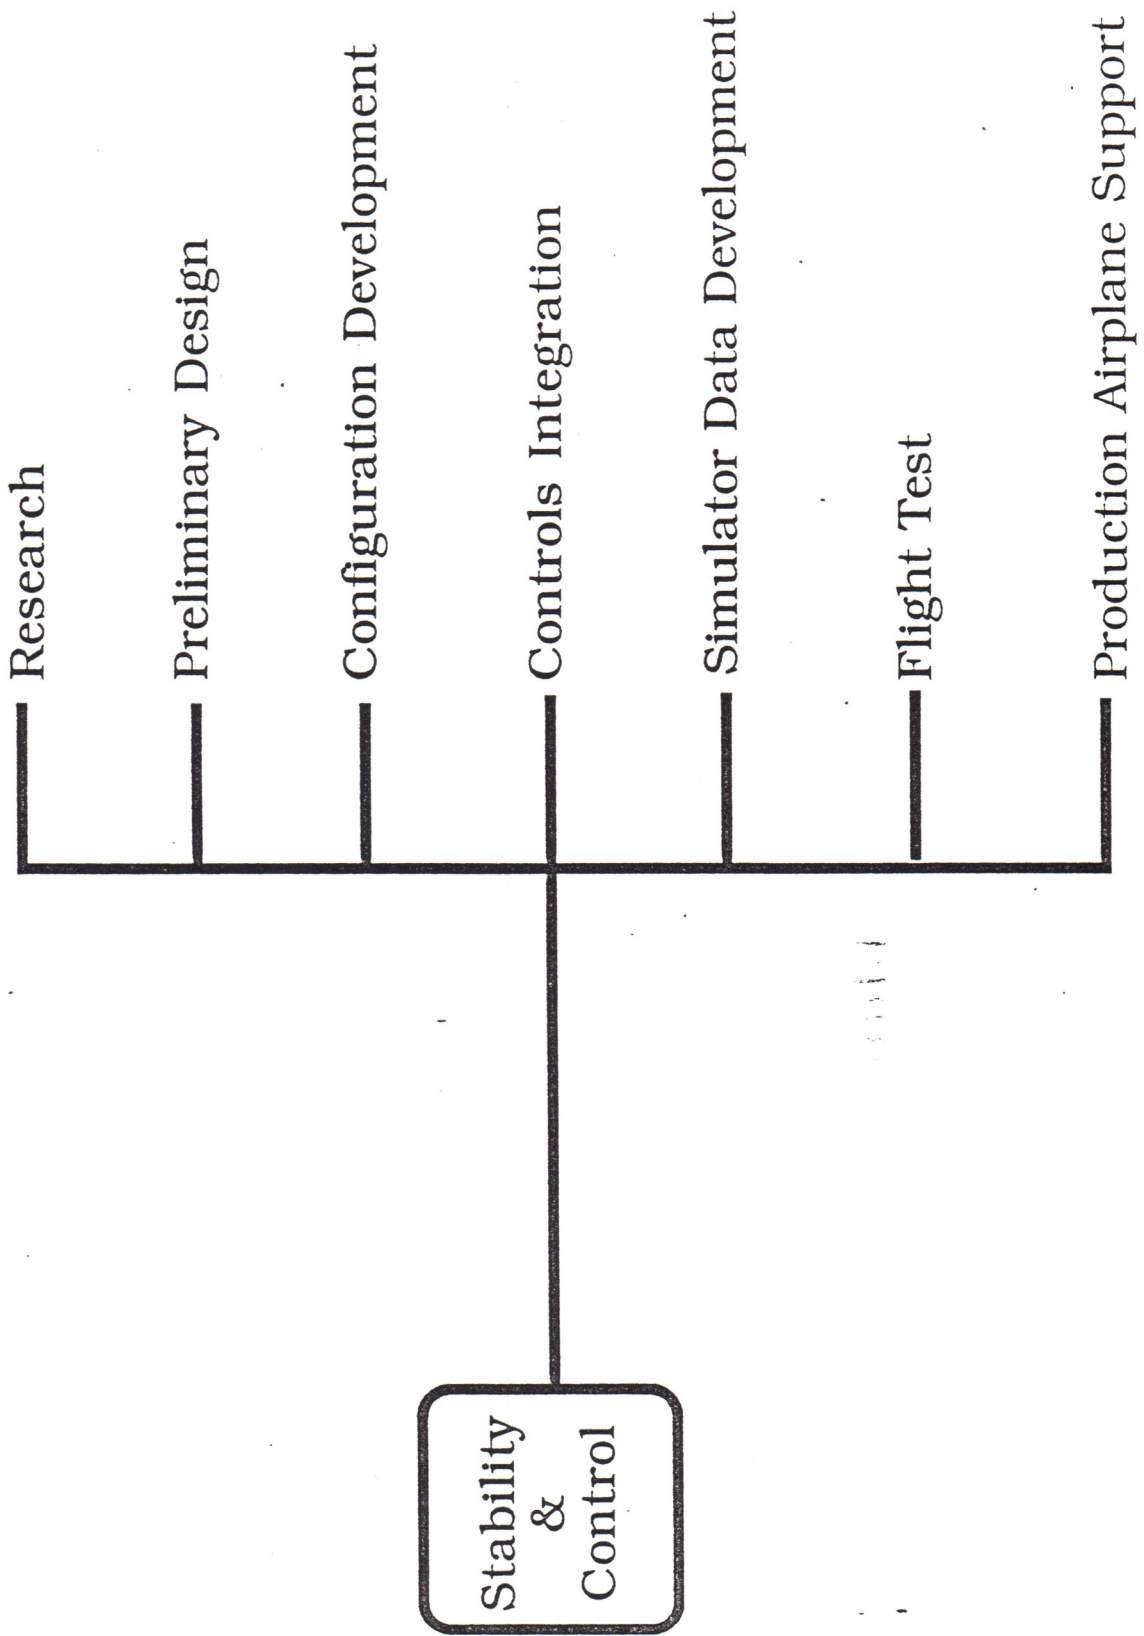 Stability
&
Control
Research
Preliminary Design
Configuration Development
Controls Integration
Simulator Data Development
Flight Test
Production Airplane Support